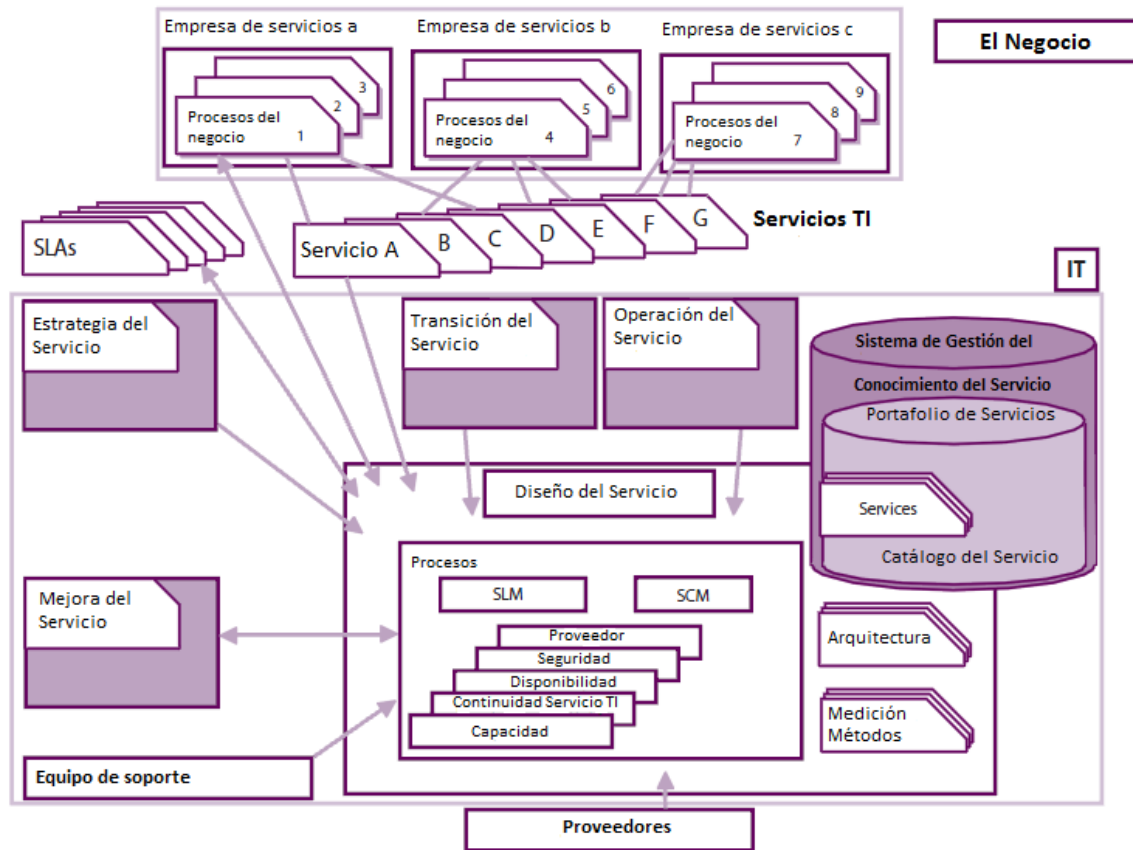 Empresa de servicios a
Empresa de servicios b
Empresa de servicios c
El Negocio
3
2
Procesos del
negocio 1
6
5
Procesos del
negocio 4
9
8
Procesos del
negocio 7
SLAs
Servicio A
B
C
D
E
F
G
Servicios TI
IT
Estrategia del
Servicio
Transición del
Servicio
Operación del
Servicio
Sistema de Gestión del
Conocimiento del Servicio
Portafolio de Servicios
Services
Catálogo del Servicio
Diseño del Servicio
Procesos
SLM
SCM
Proveedor
Seguridad
Disponibilidad
Continuidad Servicio TI
Capacidad
Mejora del
Servicio
Arquitectura
Medición
Métodos
Equipo de soporte
Proveedores